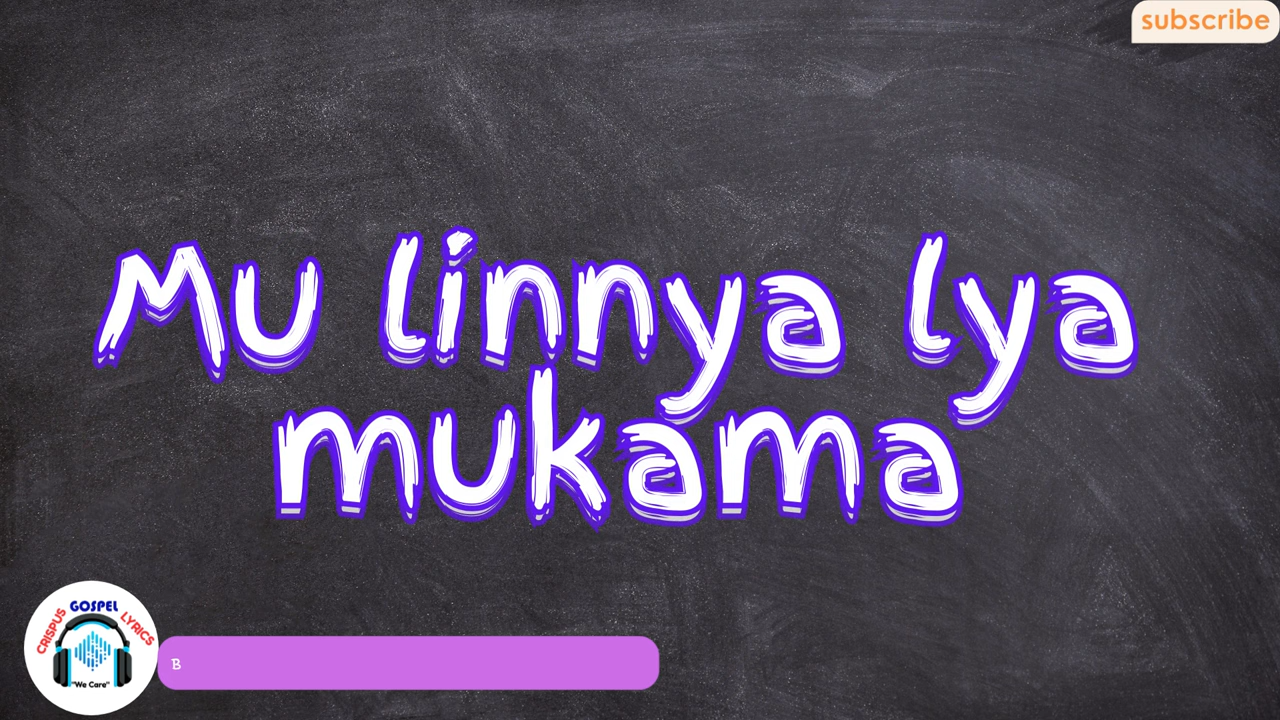 subscribe
Mu linnya lya
mukama
CRISPUS GOSPEL LYRICS
"We Care"
B